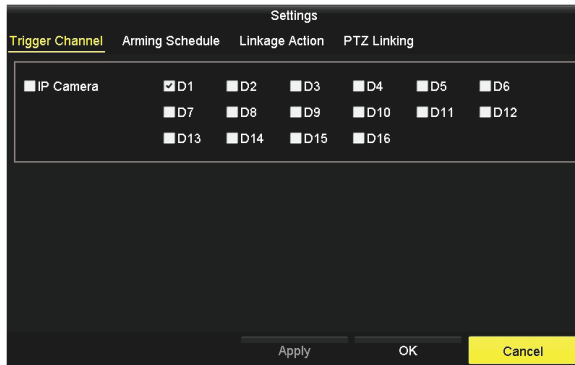 Settings
Trigger Channel Arming Schedule Linkage Action PTZ Linking
IP Camera D1 D2 D3 D4 D5 D6
D7 D8 D9 D10 D11 D12
D13 D14 D15 D16
Apply OK Cancel